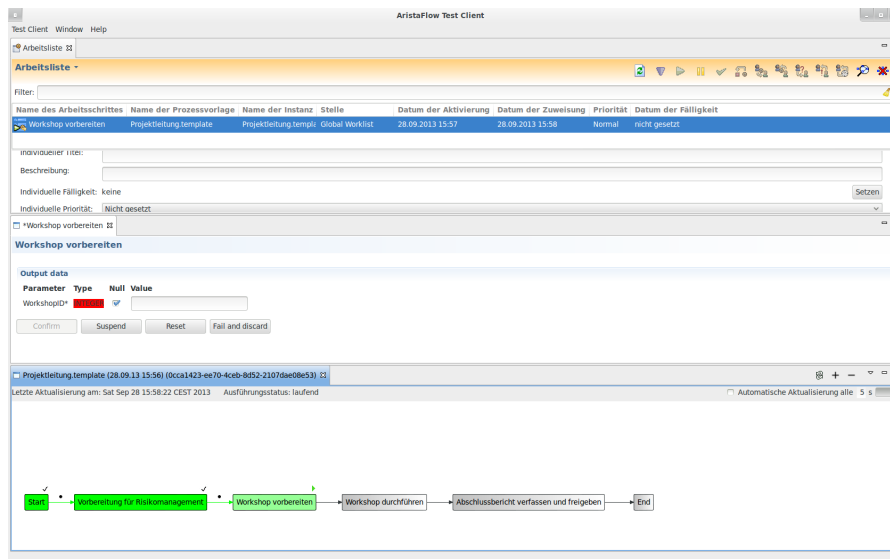 AristaFlow Test Client
Test Client Window Help
Arbeitsliste
Arbeitsliste
Filter:
Name des Arbeitsschrittes Name der Prozessvorlage Name der Instanz Stelle Datum der Aktivierung Datum der Zuweisung Priorität Datum der Fälligkeit
Workshop vorbereiten Projektleitung.template Projektleitung.templa Global Worklist 28.09.2013 15:57 28.09.2013 15:58 Normal nicht gesetzt
Individueller Titel:
Beschreibung:
Individuelle Fälligkeit: keine Setzen
Individuelle Priorität: Nicht gesetzt
*Workshop vorbereiten
Workshop vorbereiten
Output data
Parameter Type Null Value
WorkshopID* INTEGER
Confirm Suspend Reset Fail and discard
Projektleitung.template (28.09.13 15:56) (0cca1423-ee70-4ceb-8d52-2107dae08e53)
Letzte Aktualisierung am: Sat Sep 28 15:58:22 CEST 2013 Ausführungsstatus: laufend Automatische Aktualisierung alle 5 s
Start Vorbereitung für Risikomanagement Workshop vorbereiten Workshop durchführen Abschlussbericht verfassen und freigeben End